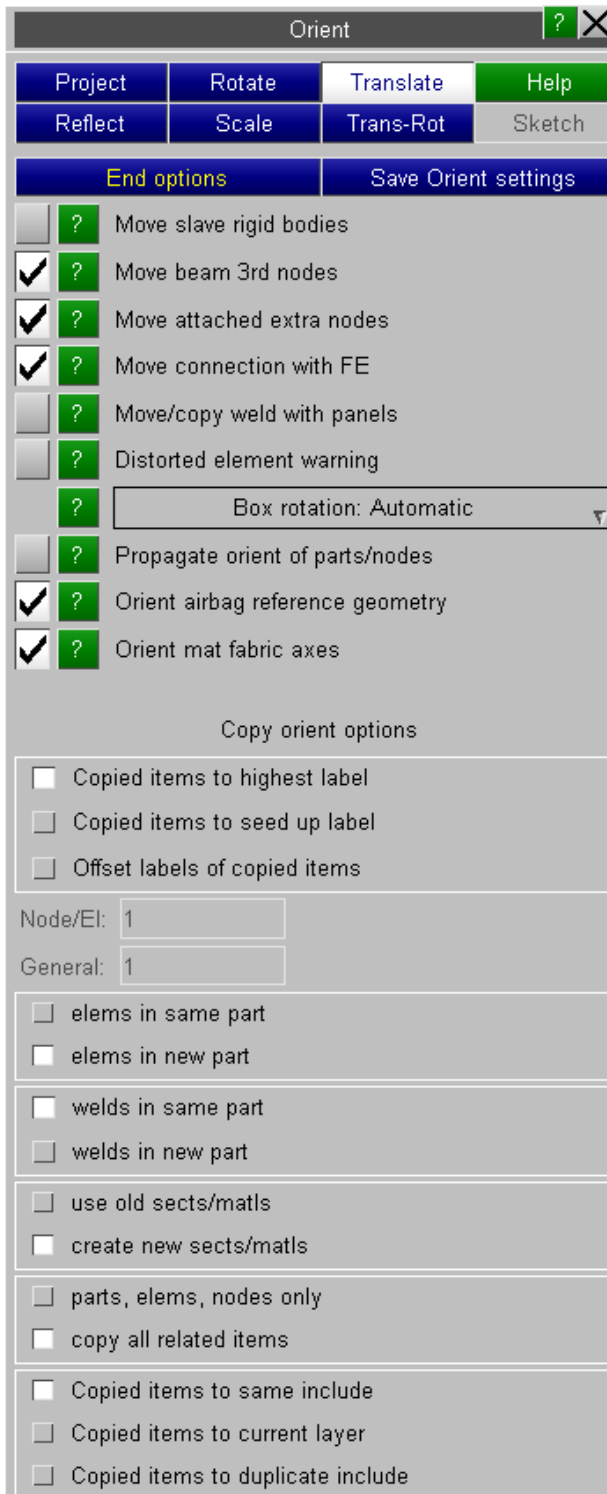 Orient ?
Project Rotate Translate Help
Reflect Scale Trans-Rot Sketch
End options Save Orient settings
? Move slave rigid bodies
? Move beam 3rd nodes
? Move attached extra nodes
? Move connection with FE
? Move/copy weld with panels
? Distorted element warning
? Box rotation: Automatic
? Propagate orient of parts/nodes
? Orient airbag reference geometry
? Orient mat fabric axes
Copy orient options
Copied items to highest label
Copied items to seed up label
Offset labels of copied items
Node/El: 1
General: 1
elems in same part
elems in new part
welds in same part
welds in new part
use old sects/matls
create new sects/matls
parts, elems, nodes only
copy all related items
Copied items to same include
Copied items to current layer
Copied items to duplicate include